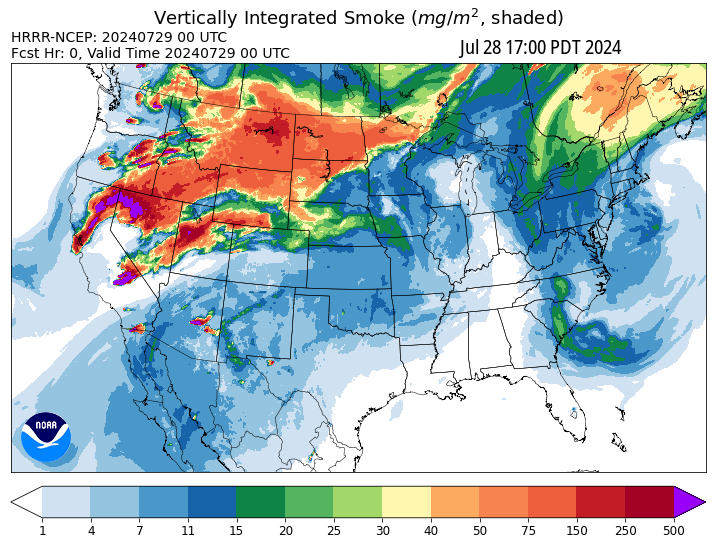 Vertically Integrated Smoke (mg/m², shaded)
HRRR-NCEP: 20240729 00 UTC
Fcst Hr: 0, Valid Time 20240729 00 UTC
Jul 28 17:00 PDT 2024
NOAA
1 4 7 11 15 20 25 30 40 50 75 150 250 500